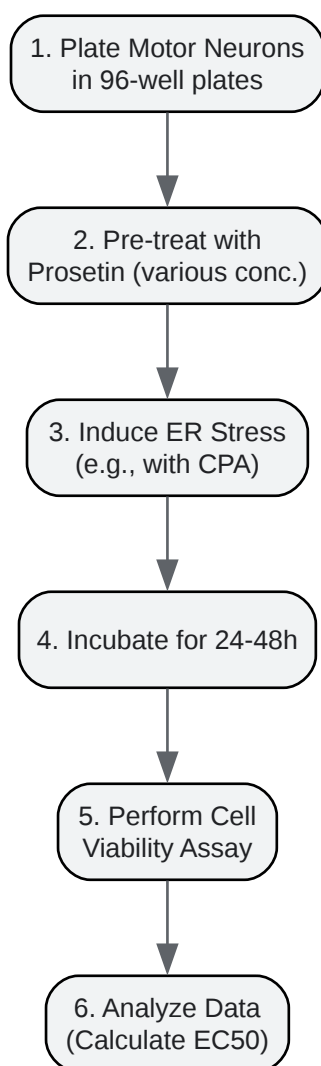 1. Plate Motor Neurons
in 96-well plates
2. Pre-treat with
Prosetin (various conc.)
3. Induce ER Stress
(e.g., with CPA)
4. Incubate for 24-48h
5. Perform Cell
Viability Assay
6. Analyze Data
(Calculate EC50)